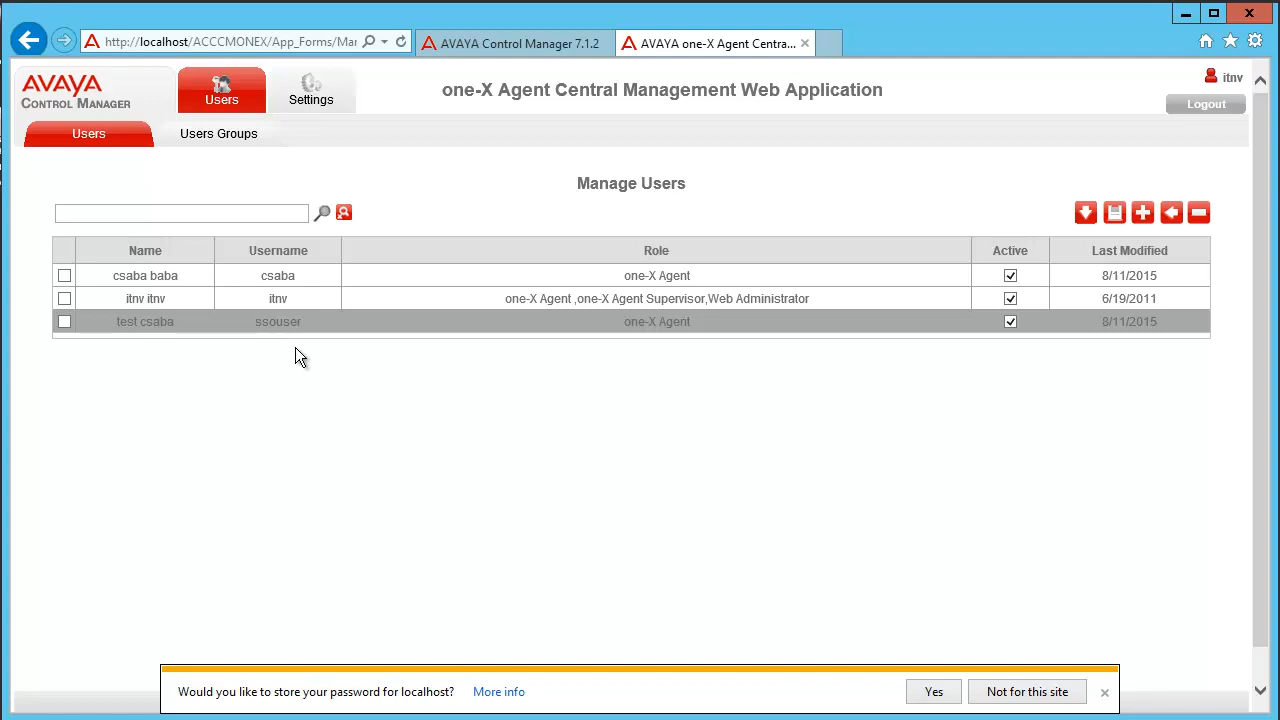 http://localhost/ACCCMONEX/App_Forms/Mar
AVAYA Control Manager 7.1.2
AVAYA one-X Agent Centra...
AVAYA
CONTROL MANAGER
Users
Settings
one-X Agent Central Management Web Application
itnv
Logout
Users
Users Groups
Manage Users
Name Username Role Active Last Modified
csaba baba csaba one-X Agent 8/11/2015
itnv itnv itnv one-X Agent ,one-X Agent Supervisor,Web Administrator 6/19/2011
test csaba ssouser one-X Agent 8/11/2015
Would you like to store your password for localhost? More info Yes Not for this site